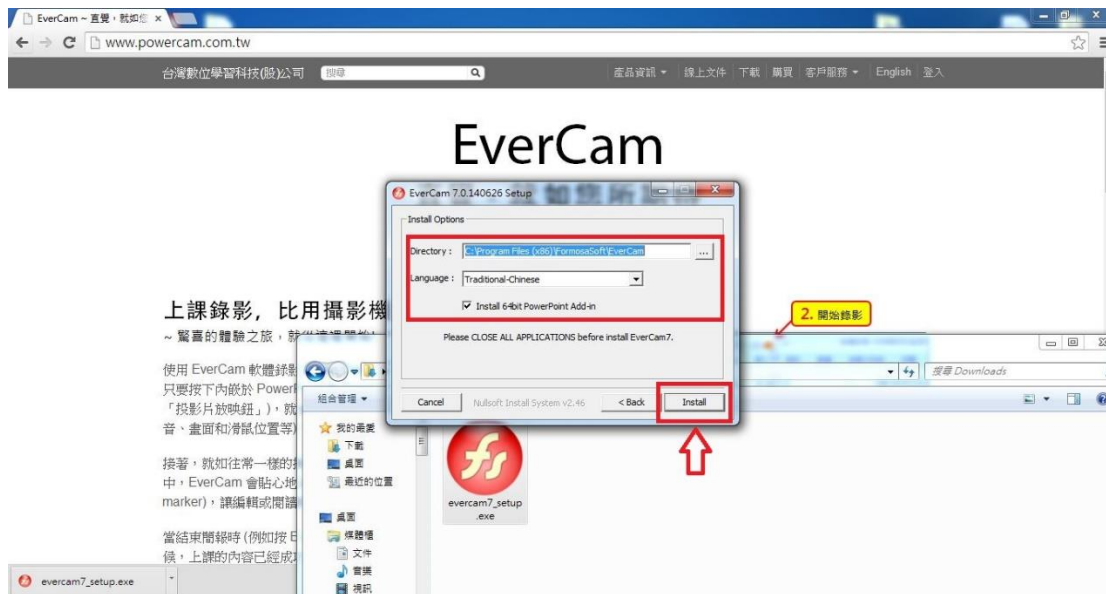 EverCam ~ 直覺，就如您
www.powercam.com.tw
台灣數位學習科技(股)公司 搜尋 產品資訊 線上文件 下載 購買 客戶服務 English 登入
EverCam
EverCam 7.0.140626 Setup
Install Options
Directory : C:\Program Files (x86)\FormosaSoft\EverCam ...
Language : Traditional-Chinese
Install 64bit PowerPoint Add-in
Please CLOSE ALL APPLICATIONS before install EverCam7.
Cancel Nullsoft Install System v2.46 < Back Install
2. 開始錄影
上課錄影, 比用攝影機
~ 驚喜的體驗之旅，就從這裡開始!
使用 EverCam 軟體錄
只要按下內嵌於 Power
「投影片放映鈕」)，就
音、畫面和滑鼠位置等)
接著，就如往常一樣的
中，EverCam 會貼心地
marker)，讓編輯或閱讀
當結束簡報時 (例如按 E
候，上課的內容已經成
搜尋 Downloads
組合管理
我的最愛
下載
桌面
最近的位置
桌面
媒體櫃
文件
音樂
視訊
evercam7_setup
.exe
evercam7_setup.exe